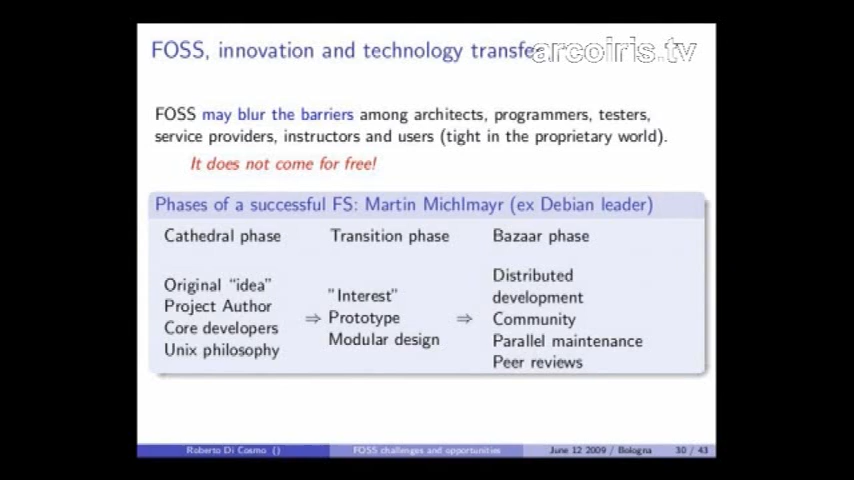 FOSS, innovation and technology transfer
arcoiris.tv
FOSS may blur the barriers among architects, programmers, testers,
service providers, instructors and users (tight in the proprietary world).
It does not come for free!
Phases of a successful FS: Martin Michlmayr (ex Debian leader)
Cathedral phase Transition phase Bazaar phase
Original “idea”
Project Author
Core developers
Unix philosophy
⇒
"Interest"
Prototype
Modular design
⇒
Distributed
development
Community
Parallel maintenance
Peer reviews
Roberto Di Cosmo () FOSS challenges and opportunities June 12 2009 / Bologna 30 / 43